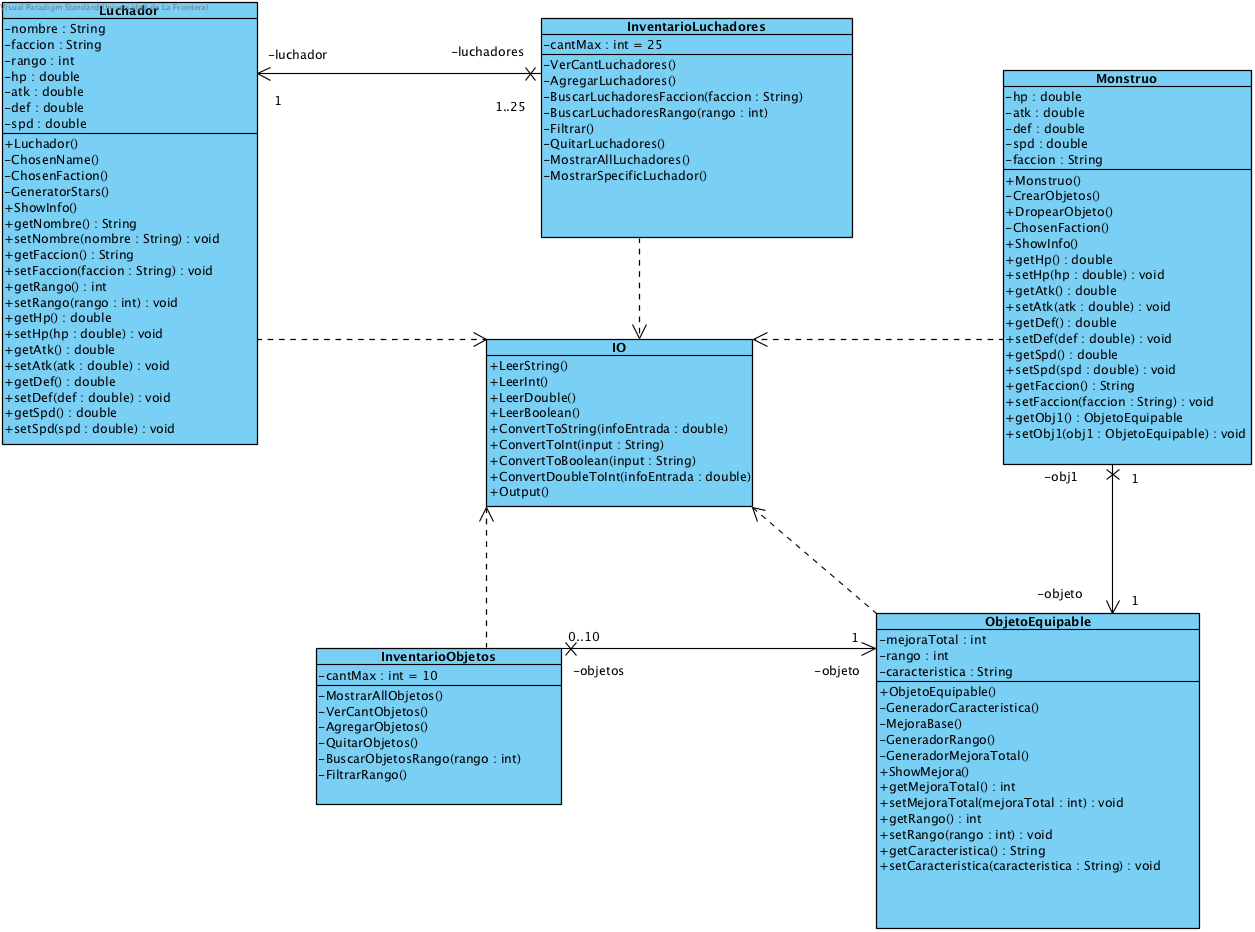 Visual Paradigm Standard(Universidad de La Frontera)
Luchador
-nombre : String
-faccion : String
-rango : int
-hp : double
-atk : double
-def : double
-spd : double
+Luchador()
-ChosenName()
-ChosenFaction()
-GeneratorStars()
+ShowInfo()
+getNombre() : String
+setNombre(nombre : String) : void
+getFaccion() : String
+setFaccion(faccion : String) : void
+getRango() : int
+setRango(rango : int) : void
+getHp() : double
+setHp(hp : double) : void
+getAtk() : double
+setAtk(atk : double) : void
+getDef() : double
+setDef(def : double) : void
+getSpd() : double
+setSpd(spd : double) : void
-luchador
1
-luchadores
1..25
InventarioLuchadores
-cantMax : int = 25
-VerCantLuchadores()
-AgregarLuchadores()
-BuscarLuchadoresFaccion(faccion : String)
-BuscarLuchadoresRango(rango : int)
-Filtrar()
-QuitarLuchadores()
-MostrarAllLuchadores()
-MostrarSpecificLuchador()
Monstruo
-hp : double
-atk : double
-def : double
-spd : double
-faccion : String
+Monstruo()
-CrearObjetos()
+DropearObjeto()
-ChosenFaction()
+ShowInfo()
+getHp() : double
+setHp(hp : double) : void
+getAtk() : double
+setAtk(atk : double) : void
+getDef() : double
+setDef(def : double) : void
+getSpd() : double
+setSpd(spd : double) : void
+getFaccion() : String
+setFaccion(faccion : String) : void
+getObj1() : ObjetoEquipable
+setObj1(obj1 : ObjetoEquipable) : void
IO
+LeerString()
+LeerInt()
+LeerDouble()
+LeerBoolean()
+ConvertToString(infoEntrada : double)
+ConvertToInt(input : String)
+ConvertToBoolean(input : String)
+ConvertDoubleToInt(infoEntrada : double)
+Output()
-obj1
1
-objeto
1
InventarioObjetos
-cantMax : int = 10
-MostrarAllObjetos()
-VerCantObjetos()
-AgregarObjetos()
-QuitarObjetos()
-BuscarObjetosRango(rango : int)
-FiltrarRango()
0..10
-objetos
1
-objeto
ObjetoEquipable
-mejoraTotal : int
-rango : int
-caracteristica : String
+ObjetoEquipable()
-GeneradorCaracteristica()
-MejoraBase()
-GeneradorRango()
-GeneradorMejoraTotal()
+ShowMejora()
+getMejoraTotal() : int
+setMejoraTotal(mejoraTotal : int) : void
+getRango() : int
+setRango(rango : int) : void
+getCaracteristica() : String
+setCaracteristica(caracteristica : String) : void